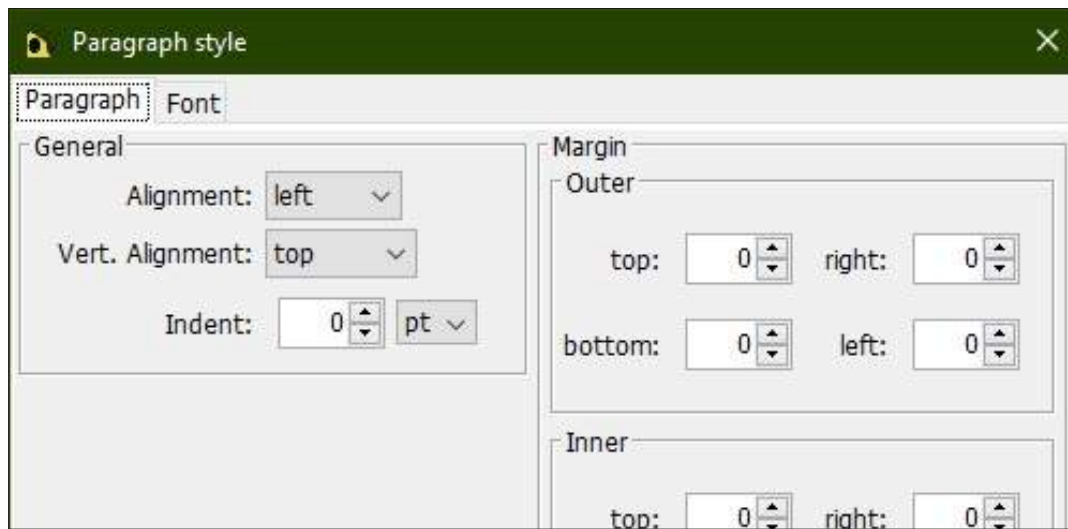 Paragraph style
Paragraph Font
General
Alignment: left
Vert. Alignment: top
Indent: 0 pt
Margin
Outer
top: 0 right: 0
bottom: 0 left: 0
Inner
top: 0 right: 0